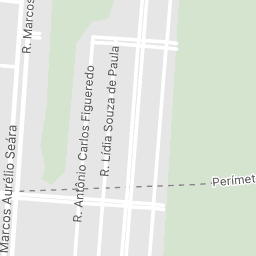 R. Marcos
Marcos Aurélio Seára
R. Antônio Carlos Figueredo
R. Lídia Souza de Paula
Perímet